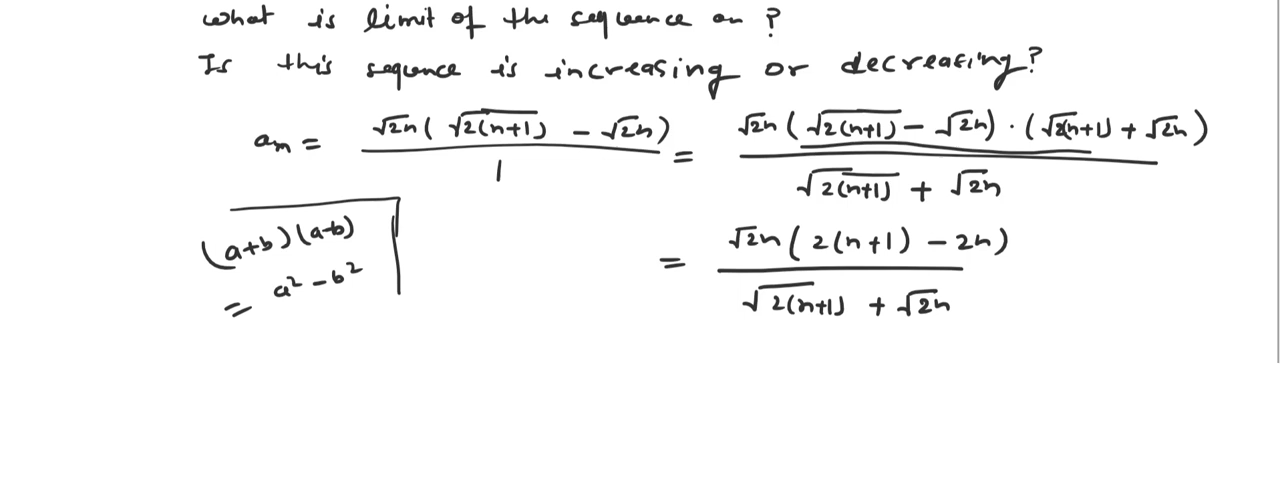 what is limit of the sequence an ?
Is this sequence is increasing or decreasing?
am = √2n ( √2(n+1) - √2n ) / 1 = √2n ( √2(n+1) - √2n ) · ( √2(n+1) + √2n ) / √2(n+1) + √2n
(a+b)(a-b)
= a² - b²
= √2n ( 2(n+1) - 2n ) / √2(n+1) + √2n